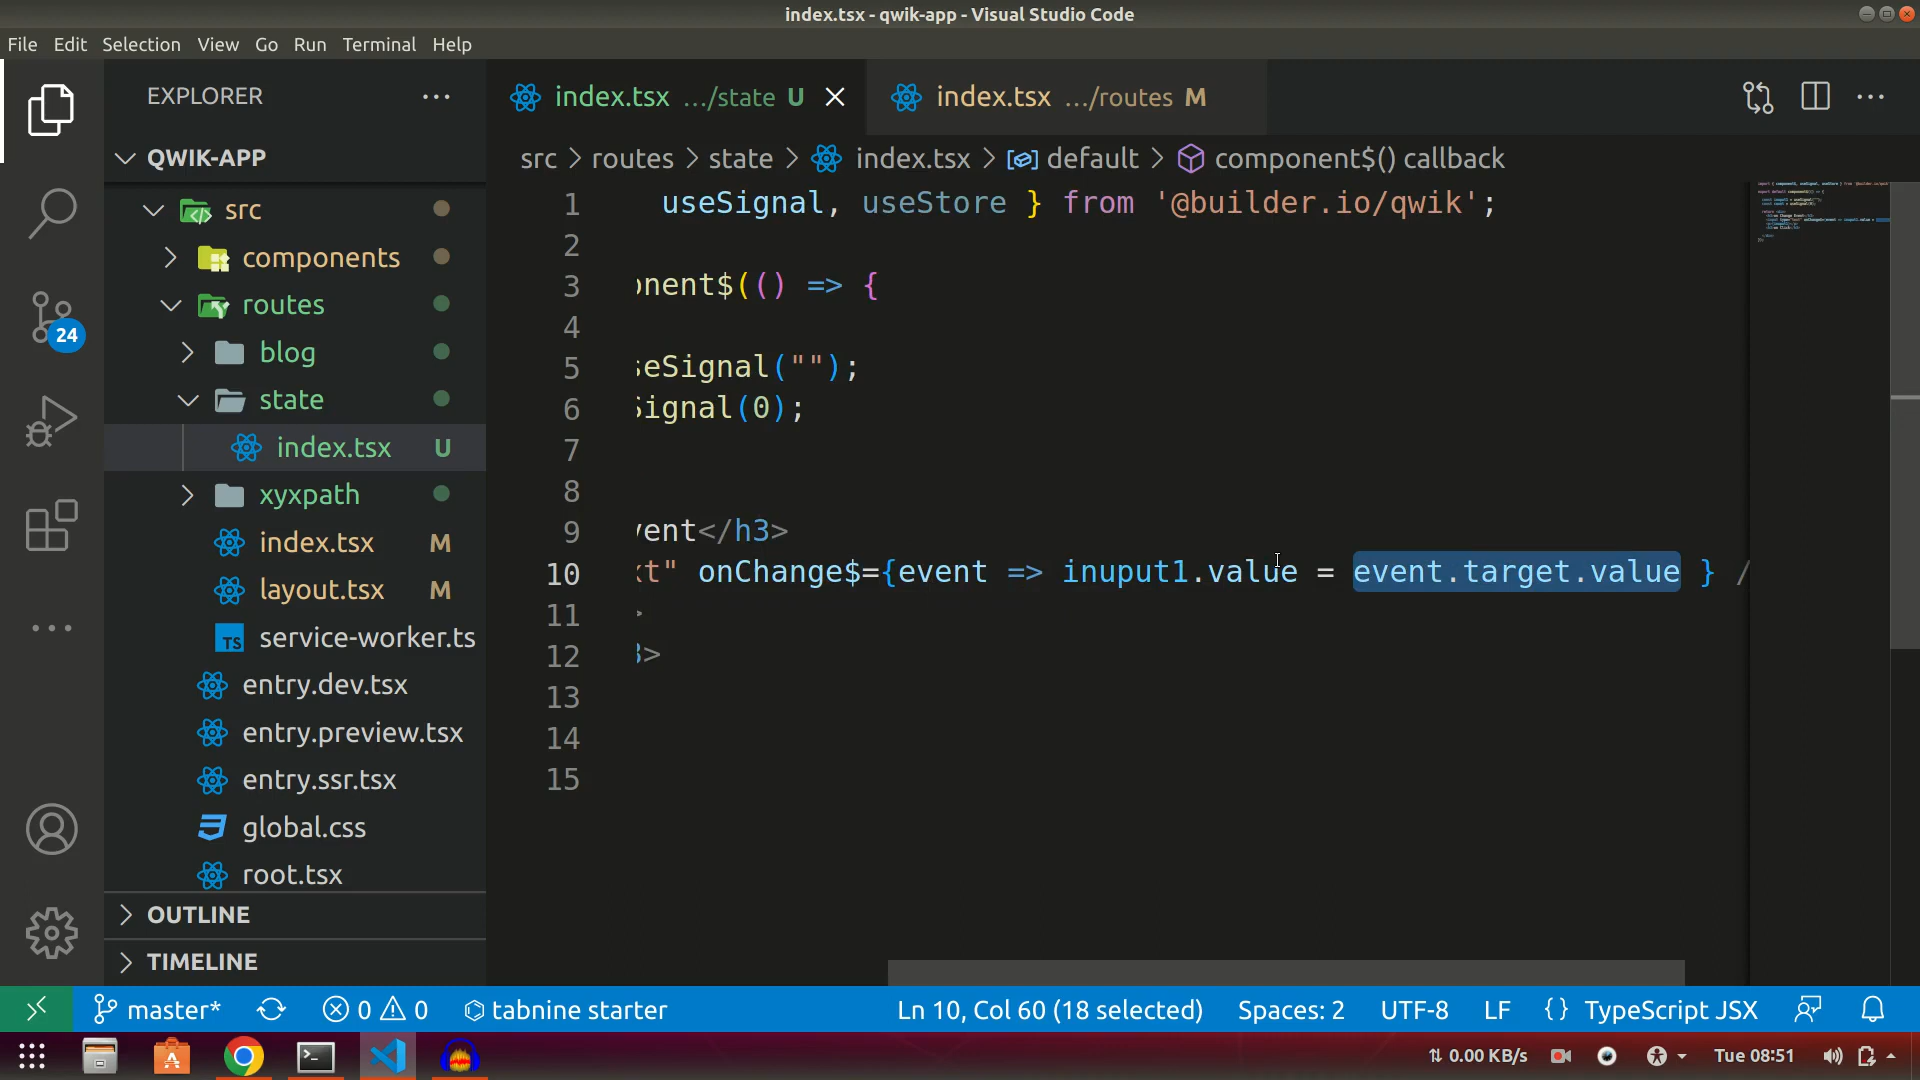 index.tsx - qwik-app - Visual Studio Code
File Edit Selection View Go Run Terminal Help
EXPLORER
QWIK-APP
src
components
routes
blog
state
index.tsx U
xyxpath
index.tsx M
layout.tsx M
service-worker.ts
entry.dev.tsx
entry.preview.tsx
entry.ssr.tsx
global.css
root.tsx
OUTLINE
TIMELINE
24
index.tsx .../state U
index.tsx .../routes M
src > routes > state > index.tsx > default > component$() callback
1 useSignal, useStore } from '@builder.io/qwik';
2
3 onent$(() => {
4
5 seSignal("");
6 Signal(0);
7
8
9 vent</h3>
10 xt" onChange$={event => inuput1.value = event.target.value } /
11 >
12 3>
13
14
15
master* 0 0 tabnine starter Ln 10, Col 60 (18 selected) Spaces: 2 UTF-8 LF {} TypeScript JSX
0.00 KB/s Tue 08:51